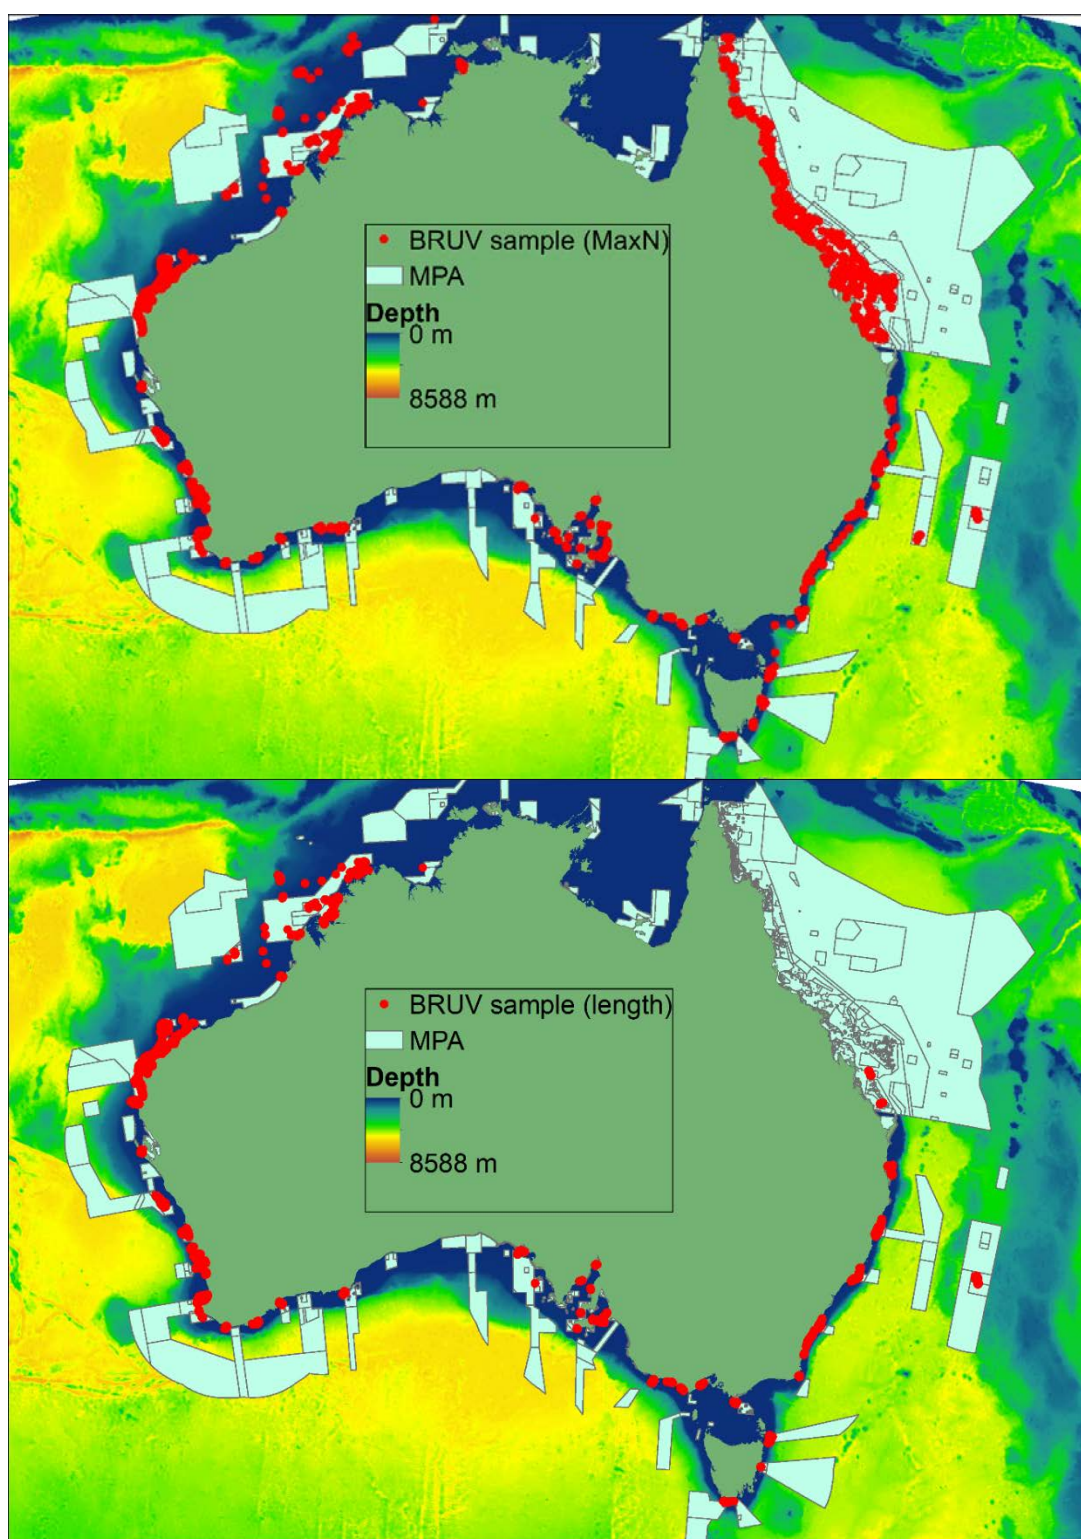 BRUV sample (MaxN)
MPA
Depth
0 m
8588 m
BRUV sample (length)
MPA
Depth
0 m
8588 m